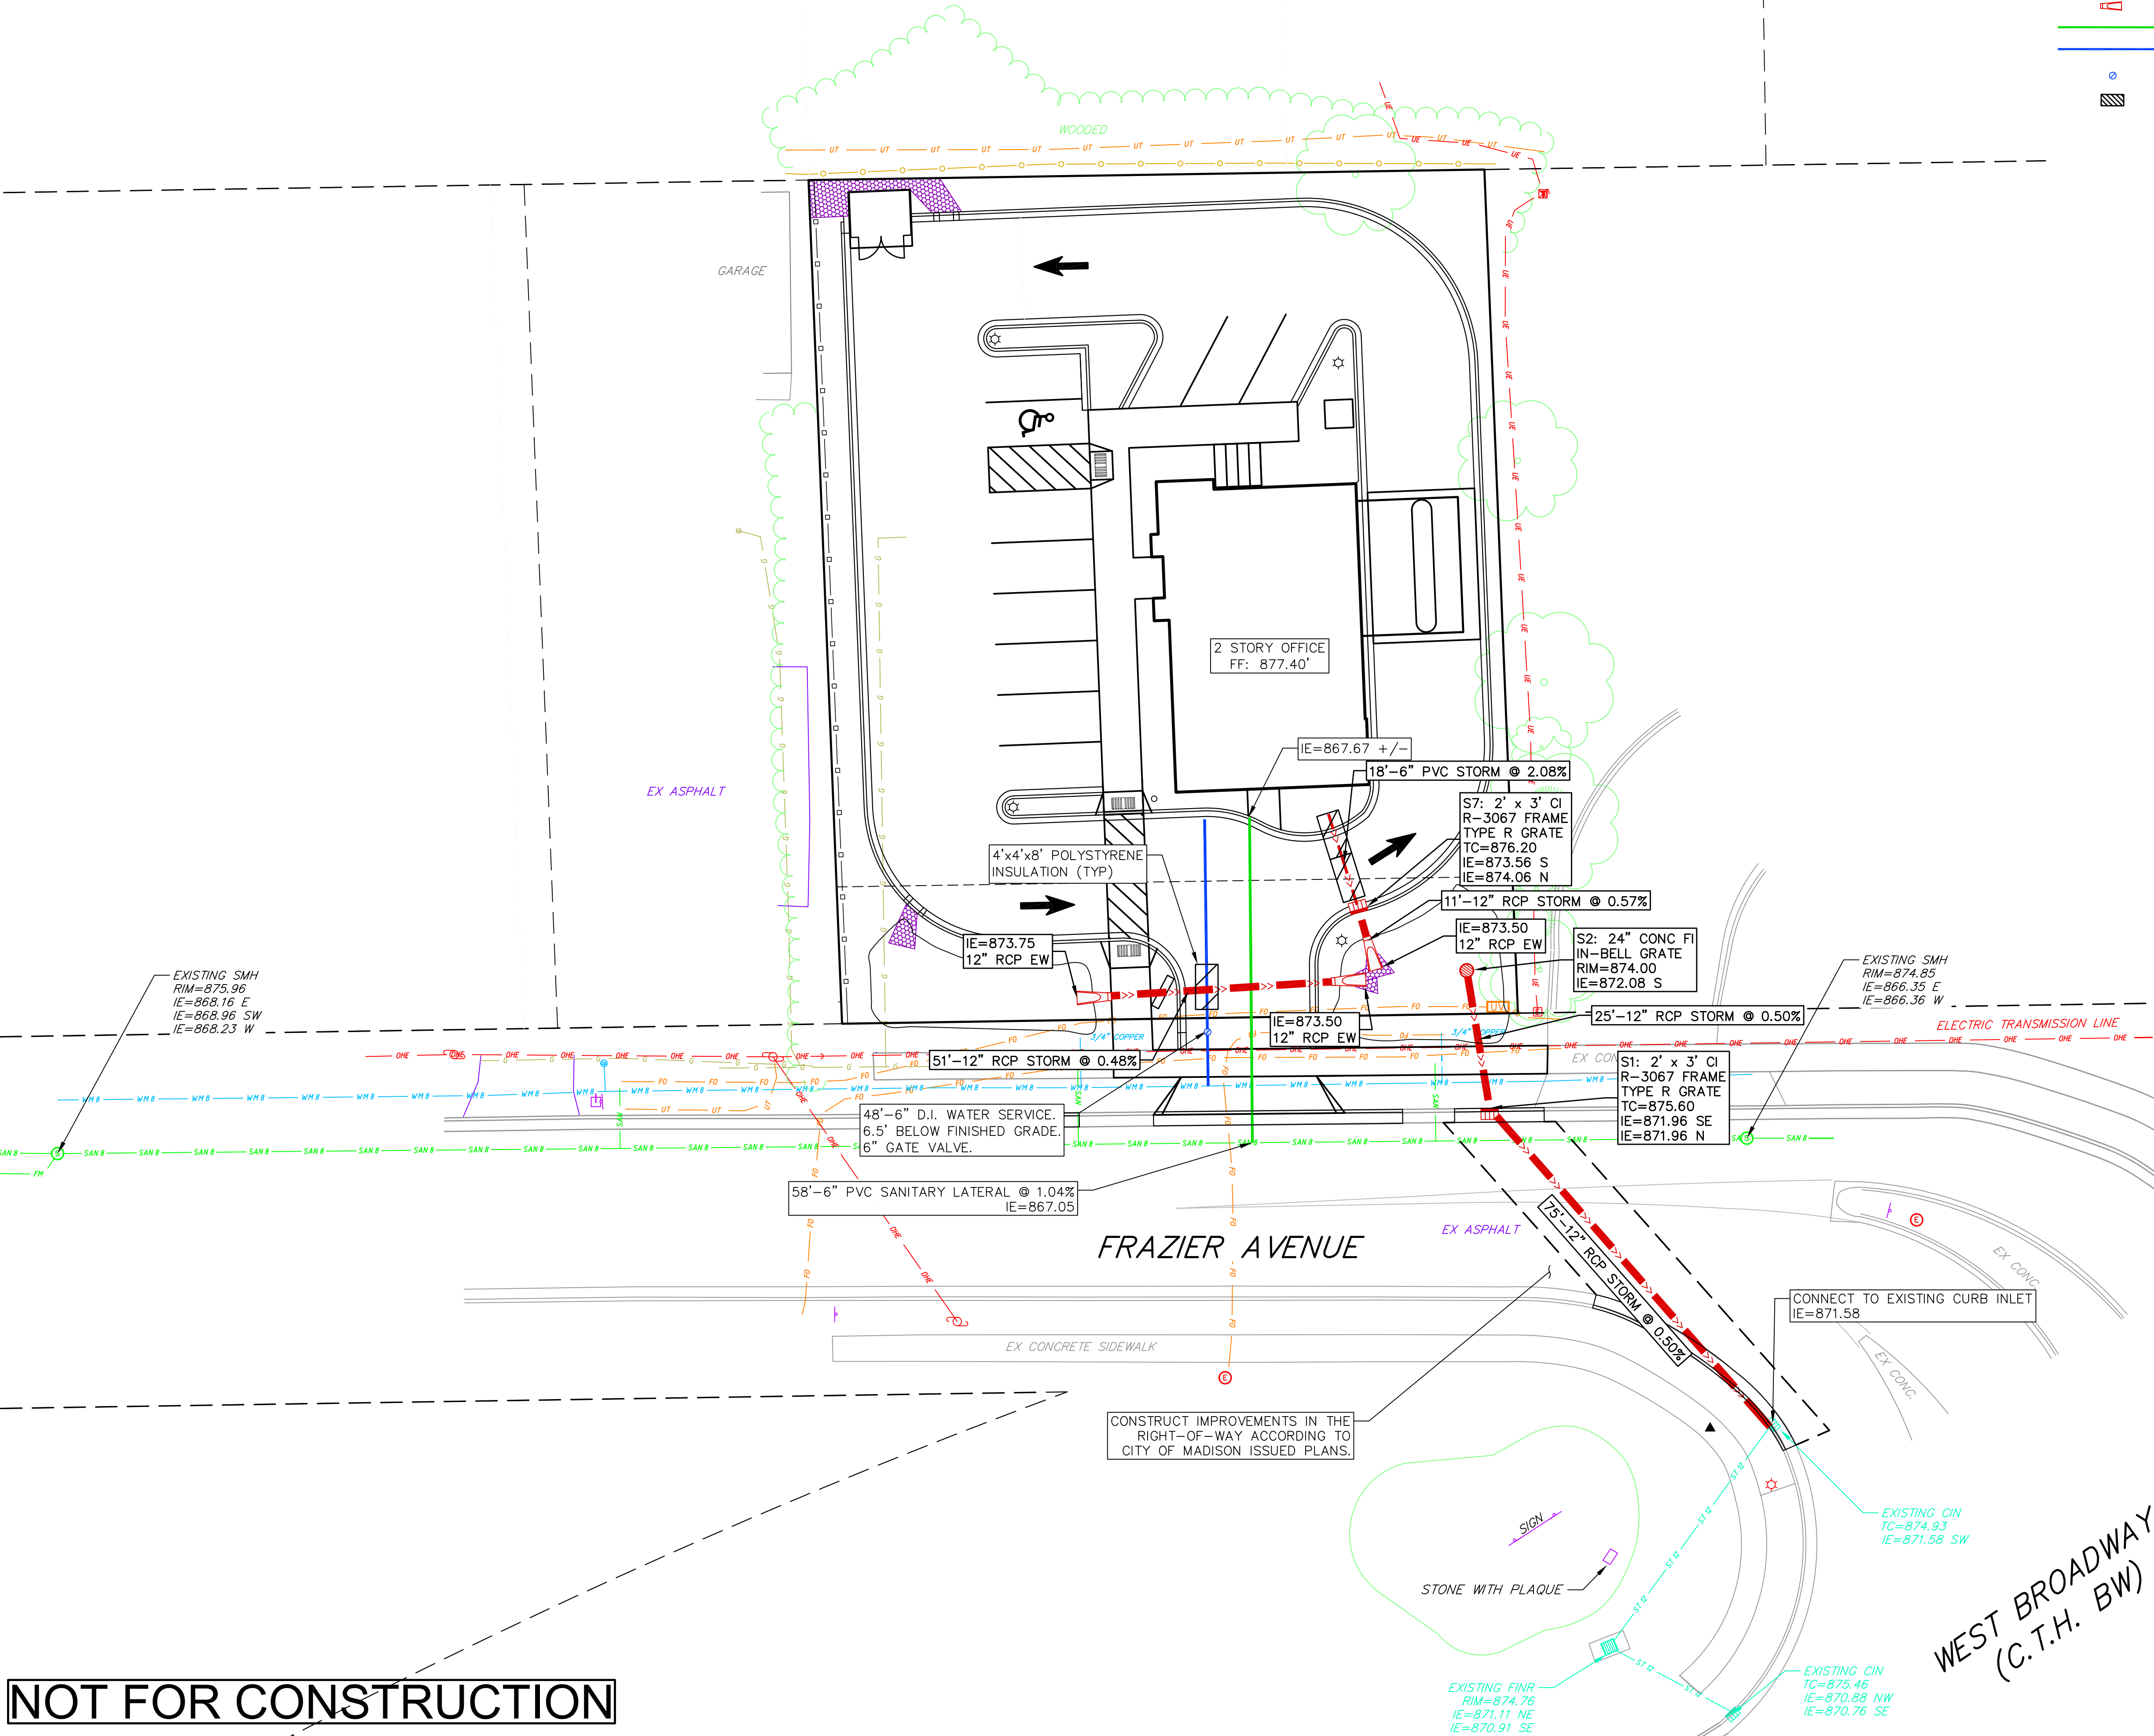 WOODED
GARAGE
2 STORY OFFICE
FF: 877.40'
IE=867.67 +/-
18'-6" PVC STORM @ 2.08%
EX ASPHALT
S7: 2' x 3' CI
R-3067 FRAME
TYPE R GRATE
TC=876.20
IE=873.56 S
IE=874.06 N
4'x4'x8' POLYSTYRENE
INSULATION (TYP)
11'-12" RCP STORM @ 0.57%
IE=873.50
12" RCP EW
IE=873.75
12" RCP EW
S2: 24" CONC FI
IN-BELL GRATE
RIM=874.00
IE=872.08 S
EXISTING SMH
RIM=875.96
IE=868.16 E
IE=868.96 SW
IE=868.23 W
EXISTING SMH
RIM=874.85
IE=866.35 E
IE=866.36 W
IE=873.50
12" RCP EW
25'-12" RCP STORM @ 0.50%
ELECTRIC TRANSMISSION LINE
3/4" COPPER
51'-12" RCP STORM @ 0.48%
S1: 2' x 3' CI
R-3067 FRAME
TYPE R GRATE
TC=875.60
IE=871.96 SE
IE=871.96 N
48'-6" D.I. WATER SERVICE.
6.5' BELOW FINISHED GRADE.
6" GATE VALVE.
58'-6" PVC SANITARY LATERAL @ 1.04%
IE=867.05
FRAZIER AVENUE
EX ASPHALT
75'-12" RCP STORM @ 0.50%
EX CONC.
CONNECT TO EXISTING CURB INLET
IE=871.58
EX CONCRETE SIDEWALK
EX CONC.
CONSTRUCT IMPROVEMENTS IN THE
RIGHT-OF-WAY ACCORDING TO
CITY OF MADISON ISSUED PLANS.
SIGN
STONE WITH PLAQUE
EXISTING CIN
TC=874.93
IE=871.58 SW
WEST BROADWAY
(C.T.H. BW)
EXISTING FINR
RIM=874.76
IE=871.11 NE
IE=870.91 SE
EXISTING CIN
TC=875.46
IE=870.88 NW
IE=870.76 SE
NOT FOR CONSTRUCTION